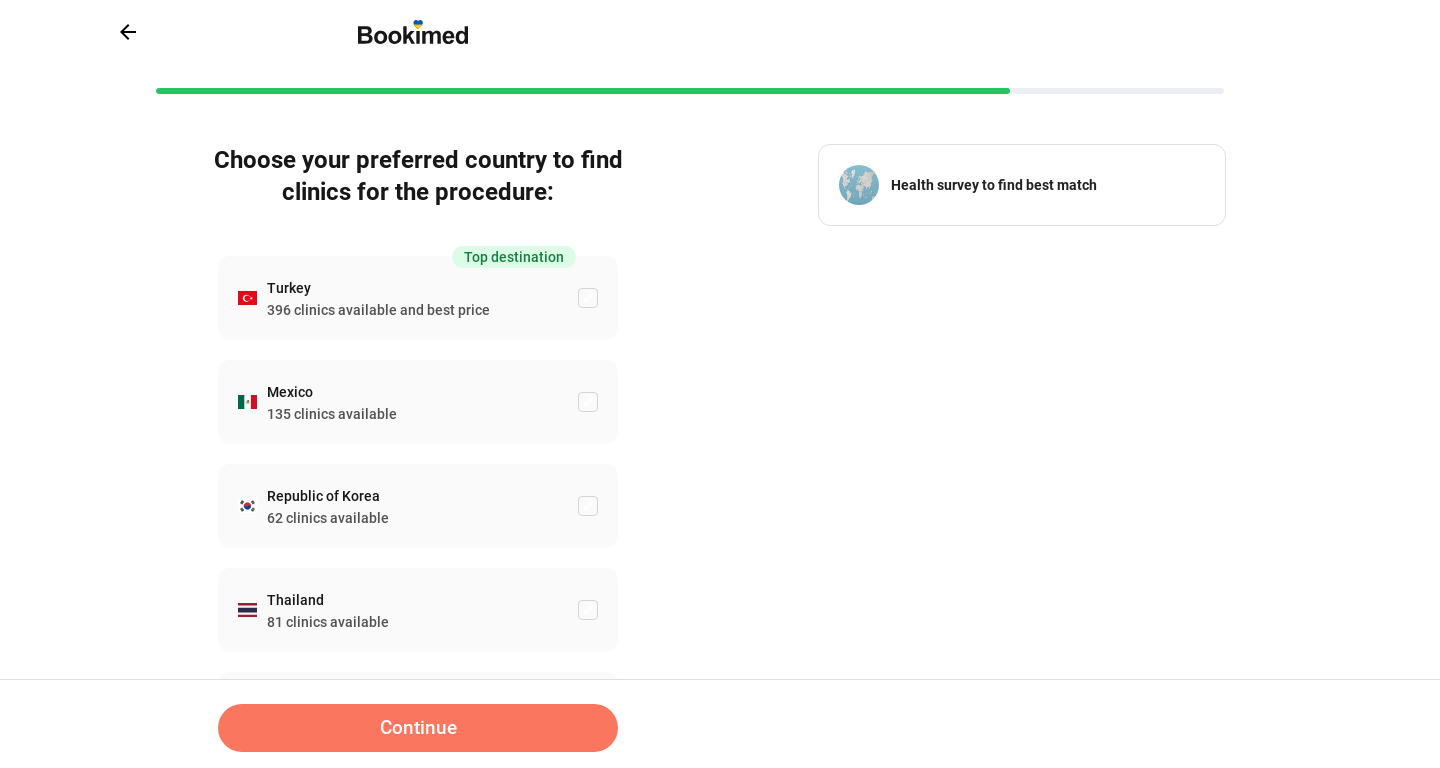 Bookimed
Choose your preferred country to find
clinics for the procedure:
Health survey to find best match
Top destination
Turkey
396 clinics available and best price
Mexico
135 clinics available
Republic of Korea
62 clinics available
Thailand
81 clinics available
Continue